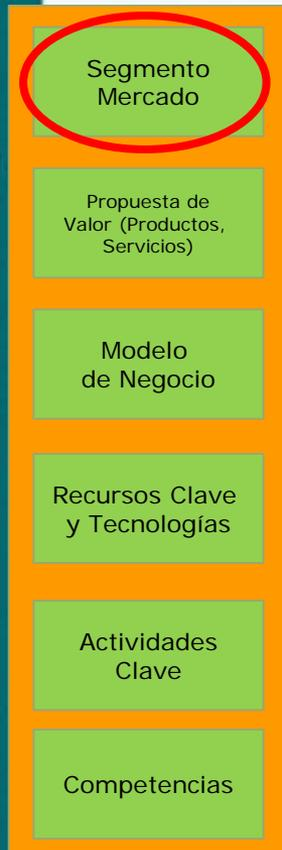 Segmento
Mercado
Propuesta de
Valor (Productos,
Servicios)
Modelo
de Negocio
Recursos Clave
y Tecnologías
Actividades
Clave
Competencias